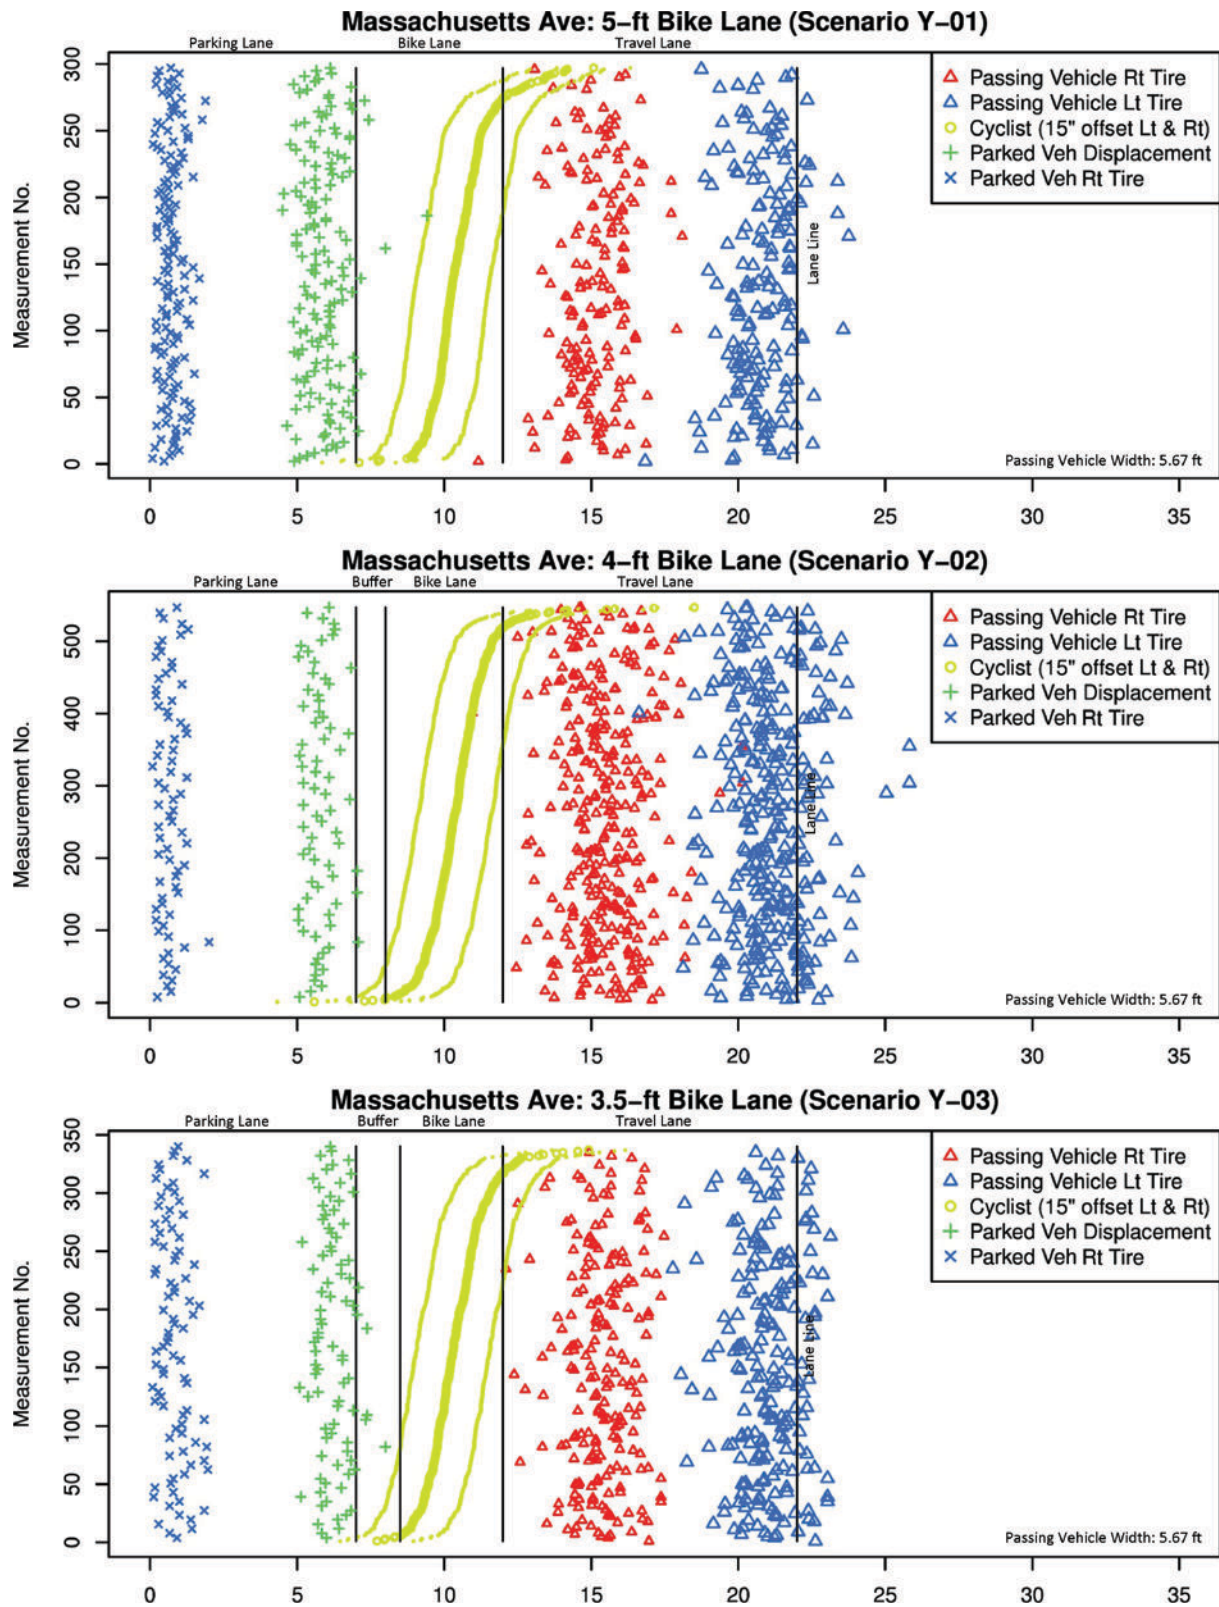 Massachusetts Ave: 5-ft Bike Lane (Scenario Y-01)
Parking Lane Bike Lane Travel Lane
Measurement No.
300
250
200
150
100
50
0
Passing Vehicle Rt Tire
Passing Vehicle Lt Tire
Cyclist (15" offset Lt & Rt)
Parked Veh Displacement
Parked Veh Rt Tire
Lane Line
Passing Vehicle Width: 5.67 ft
0 5 10 15 20 25 30 35
Massachusetts Ave: 4-ft Bike Lane (Scenario Y-02)
Parking Lane Buffer Bike Lane Travel Lane
Measurement No.
500
400
300
200
100
0
Passing Vehicle Rt Tire
Passing Vehicle Lt Tire
Cyclist (15" offset Lt & Rt)
Parked Veh Displacement
Parked Veh Rt Tire
Lane Line
Passing Vehicle Width: 5.67 ft
0 5 10 15 20 25 30 35
Massachusetts Ave: 3.5-ft Bike Lane (Scenario Y-03)
Parking Lane Buffer Bike Lane Travel Lane
Measurement No.
350
300
250
200
150
100
50
0
Passing Vehicle Rt Tire
Passing Vehicle Lt Tire
Cyclist (15" offset Lt & Rt)
Parked Veh Displacement
Parked Veh Rt Tire
Lane Line
Passing Vehicle Width: 5.67 ft
0 5 10 15 20 25 30 35